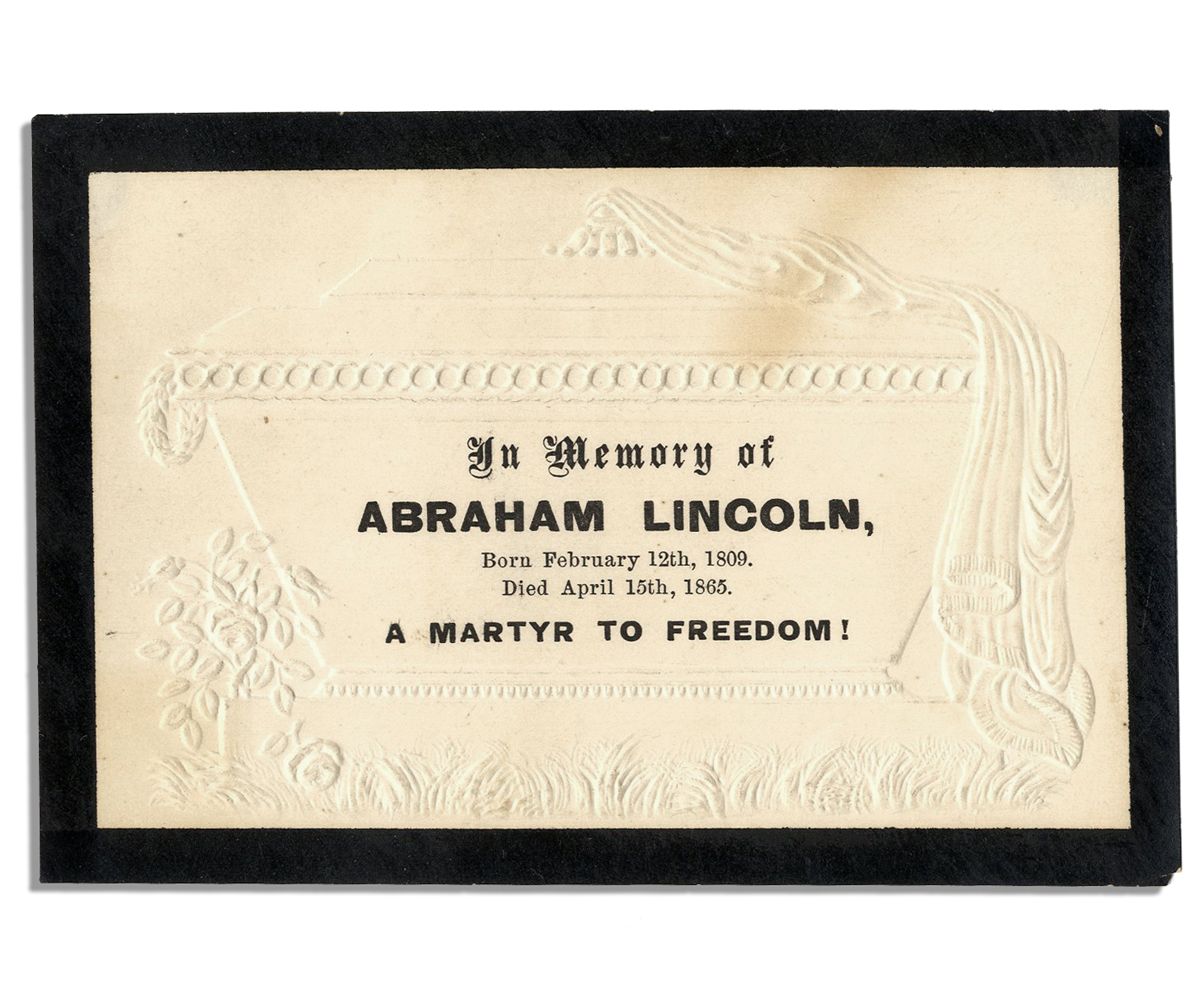 In Memory of
ABRAHAM LINCOLN,
Born February 12th, 1809.
Died April 15th, 1865.
A MARTYR TO FREEDOM!